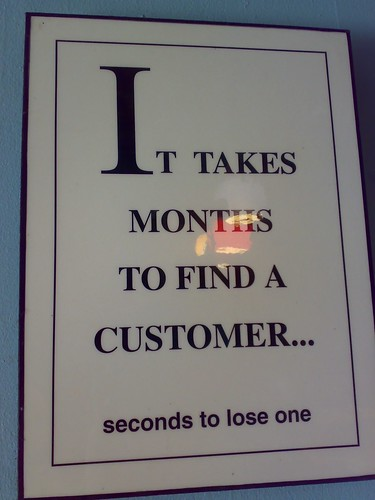 IT TAKES
MONTHS
TO FIND A
CUSTOMER...
seconds to lose one